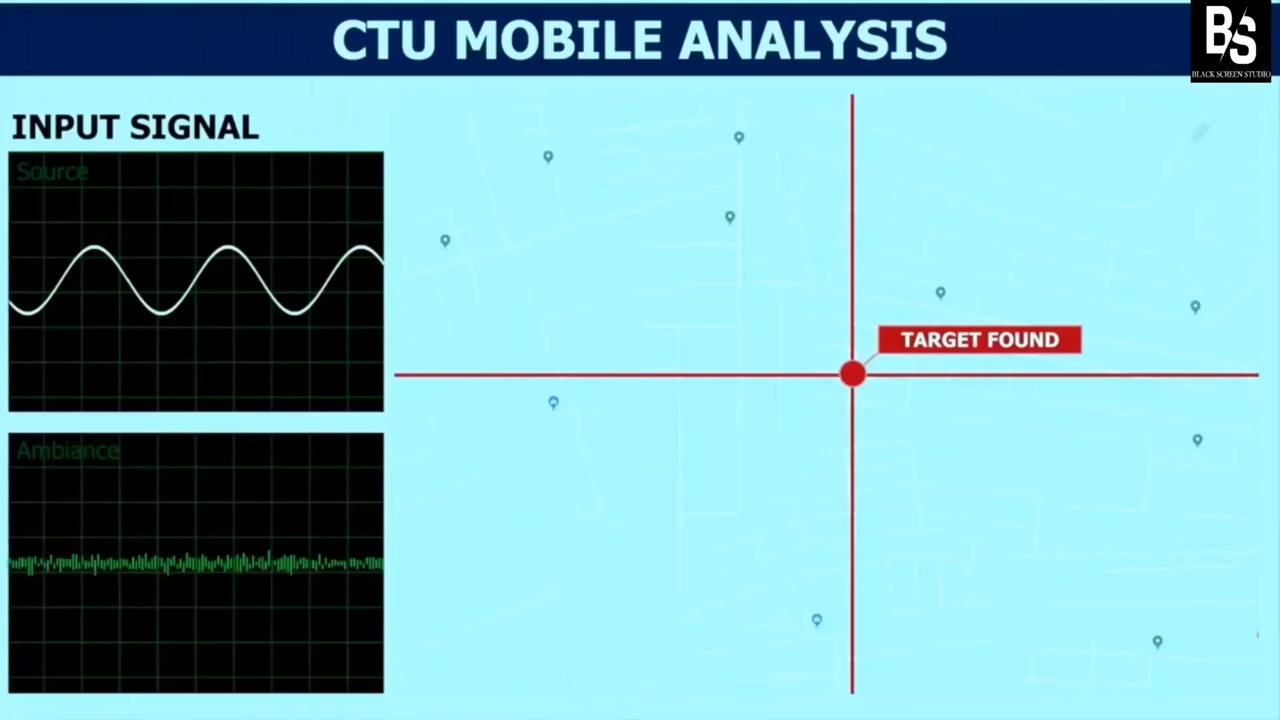 CTU MOBILE ANALYSIS
BS
BLACK SCREEN STUDIO
INPUT SIGNAL
Source
TARGET FOUND
Ambiance